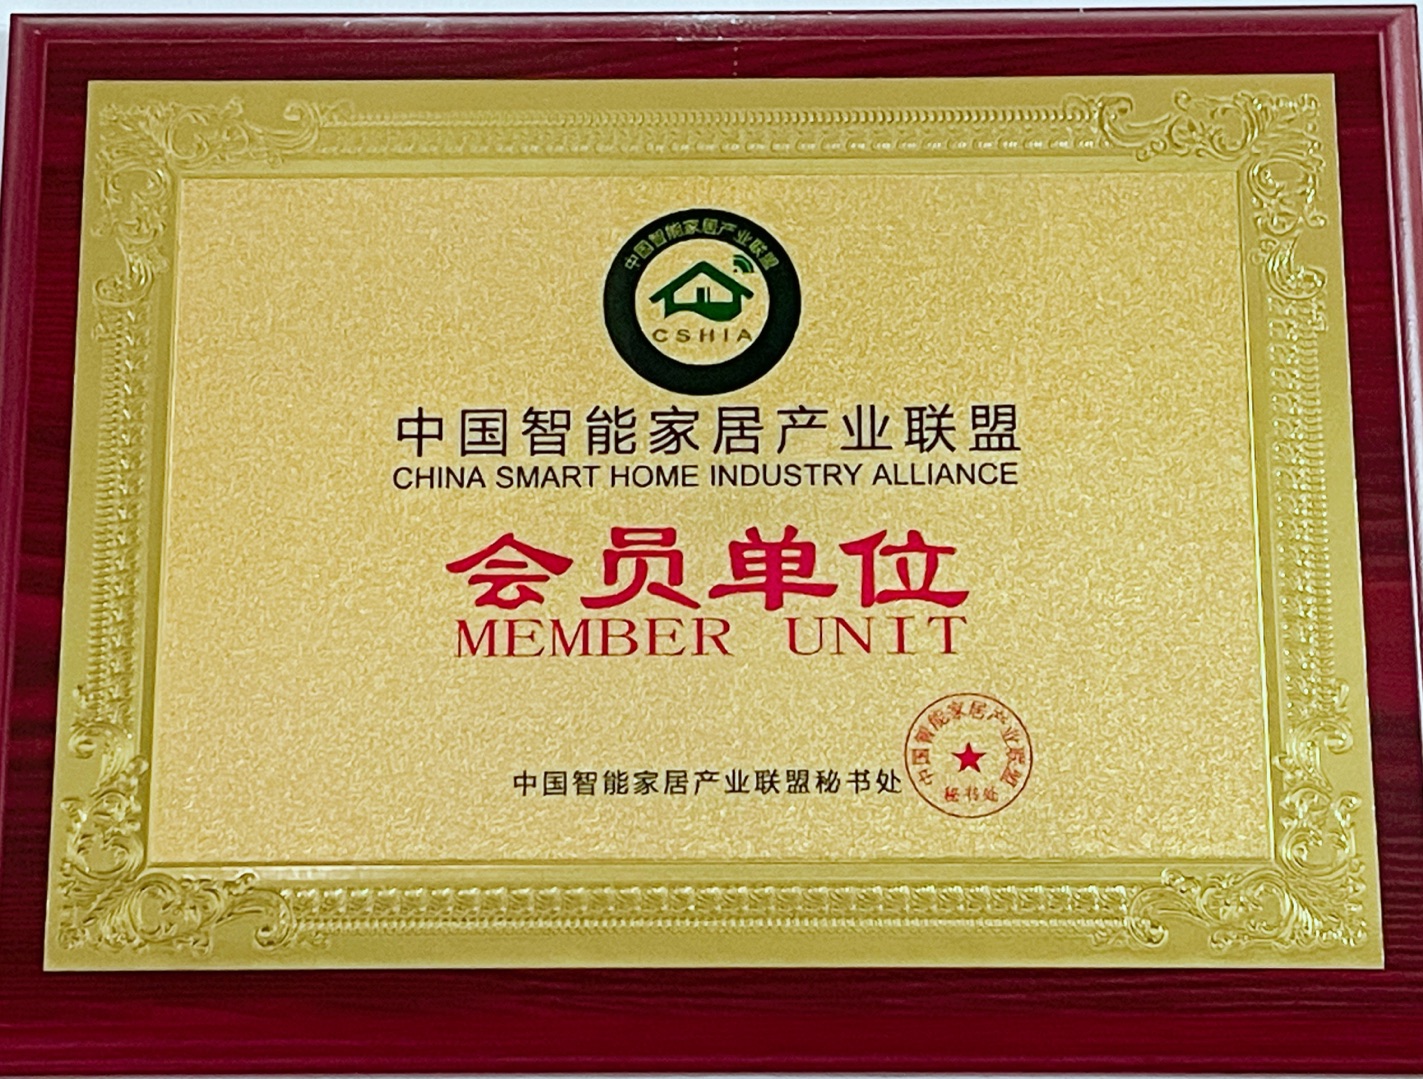 中国智能家居产业联盟
CSHIA
中国智能家居产业联盟
CHINA SMART HOME INDUSTRY ALLIANCE
会员单位
MEMBER UNIT
中国智能家居产业联盟秘书处
中国智能家居产业联盟
秘书处